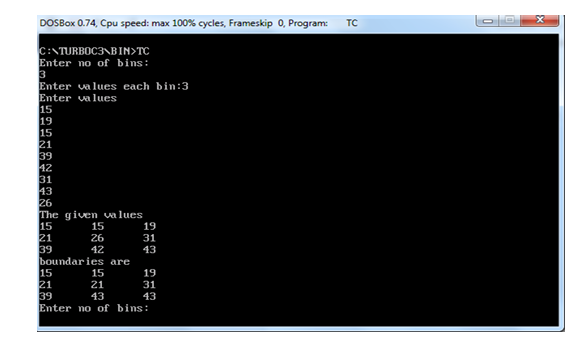 DOSBox 0.74, Cpu speed: max 100% cycles, Frameskip 0, Program: TC
C:\TURBOC3\BIN>TC
Enter no of bins:
3
Enter values each bin:3
Enter values
15
19
15
21
39
42
31
43
26
The given values
15 15 19
21 26 31
39 42 43
boundaries are
15 15 19
21 21 31
39 43 43
Enter no of bins: